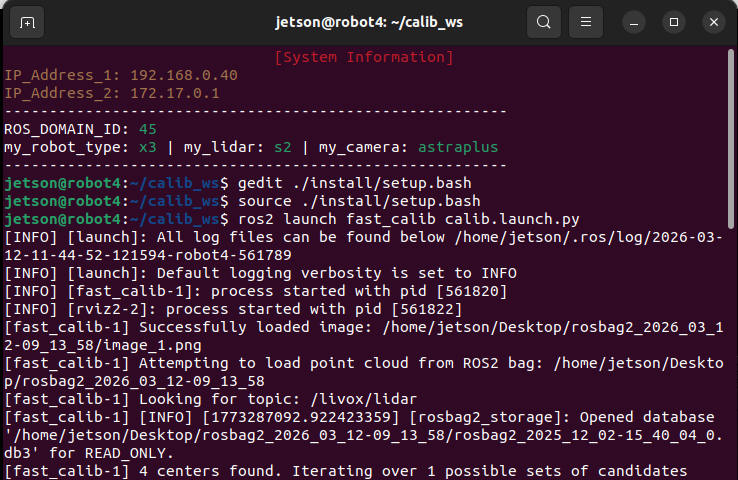 jetson@robot4: ~/calib_ws
[System Information]
IP_Address_1: 192.168.0.40
IP_Address_2: 172.17.0.1
--------------------------------------------------------
ROS_DOMAIN_ID: 45
my_robot_type: x3 | my_lidar: s2 | my_camera: astraplus
--------------------------------------------------------
jetson@robot4:~/calib_ws$ gedit ./install/setup.bash
jetson@robot4:~/calib_ws$ source ./install/setup.bash
jetson@robot4:~/calib_ws$ ros2 launch fast_calib calib.launch.py
[INFO] [launch]: All log files can be found below /home/jetson/.ros/log/2026-03-
12-11-44-52-121594-robot4-561789
[INFO] [launch]: Default logging verbosity is set to INFO
[INFO] [fast_calib-1]: process started with pid [561820]
[INFO] [rviz2-2]: process started with pid [561822]
[fast_calib-1] Successfully loaded image: /home/jetson/Desktop/rosbag2_2026_03_1
2-09_13_58/image_1.png
[fast_calib-1] Attempting to load point cloud from ROS2 bag: /home/jetson/Deskto
p/rosbag2_2026_03_12-09_13_58
[fast_calib-1] Looking for topic: /livox/lidar
[fast_calib-1] [INFO] [1773287092.922423359] [rosbag2_storage]: Opened database
'/home/jetson/Desktop/rosbag2_2026_03_12-09_13_58/rosbag2_2025_12_02-15_40_04_0.
db3' for READ_ONLY.
[fast_calib-1] 4 centers found. Iterating over 1 possible sets of candidates